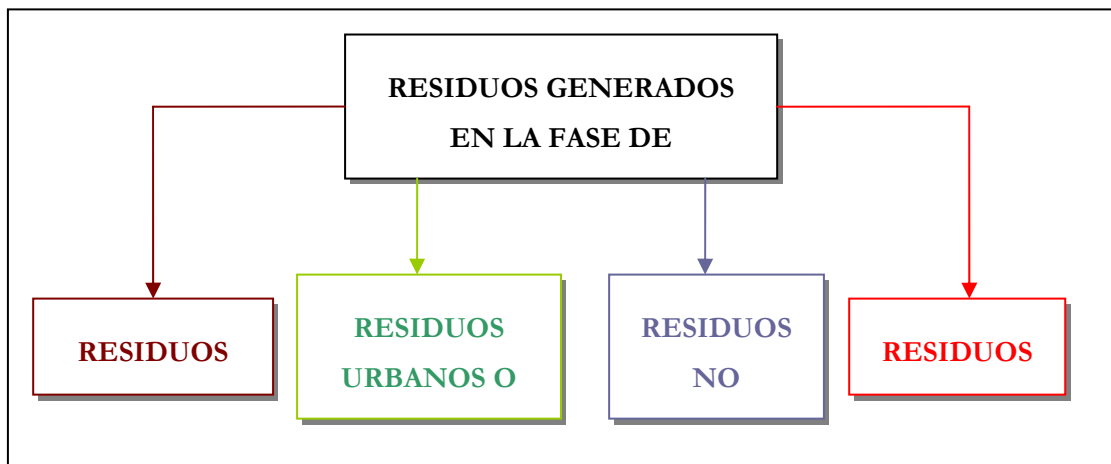 RESIDUOS GENERADOS
EN LA FASE DE
RESIDUOS
RESIDUOS
URBANOS O
RESIDUOS
NO
RESIDUOS